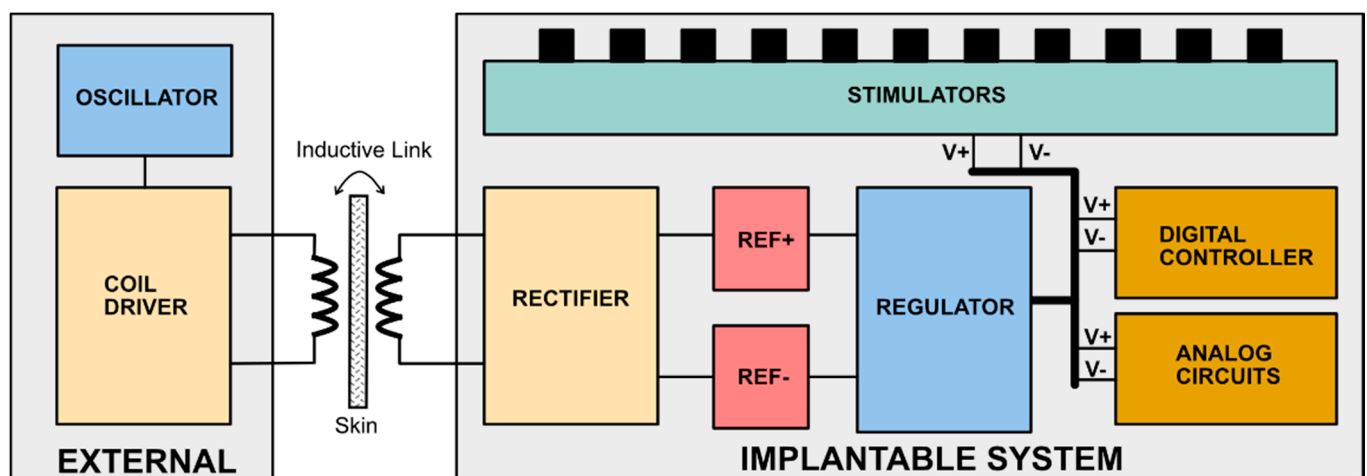 OSCILLATOR
COIL
DRIVER
EXTERNAL
Inductive Link
Skin
STIMULATORS
V+ V-
RECTIFIER
REF+
REF-
REGULATOR
V+
V-
DIGITAL
CONTROLLER
V+
V-
ANALOG
CIRCUITS
IMPLANTABLE SYSTEM